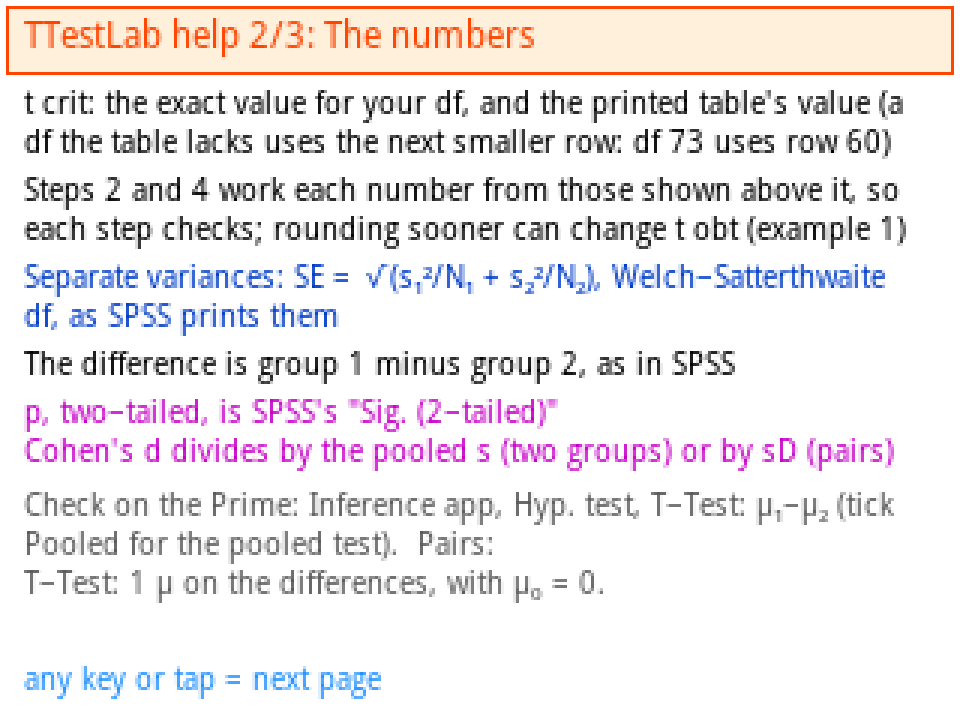 TTestLab help 2/3: The numbers
t crit: the exact value for your df, and the printed table's value (a
df the table lacks uses the next smaller row: df 73 uses row 60)
Steps 2 and 4 work each number from those shown above it, so
each step checks; rounding sooner can change t obt (example 1)
Separate variances: SE = √(s₁²/N₁ + s₂²/N₂), Welch−Satterthwaite
df, as SPSS prints them
The difference is group 1 minus group 2, as in SPSS
p, two−tailed, is SPSS's "Sig. (2−tailed)"
Cohen's d divides by the pooled s (two groups) or by sD (pairs)
Check on the Prime: Inference app, Hyp. test, T−Test: μ₁−μ₂ (tick
Pooled for the pooled test).  Pairs:
T−Test: 1 μ on the differences, with μ₀ = 0.
any key or tap = next page